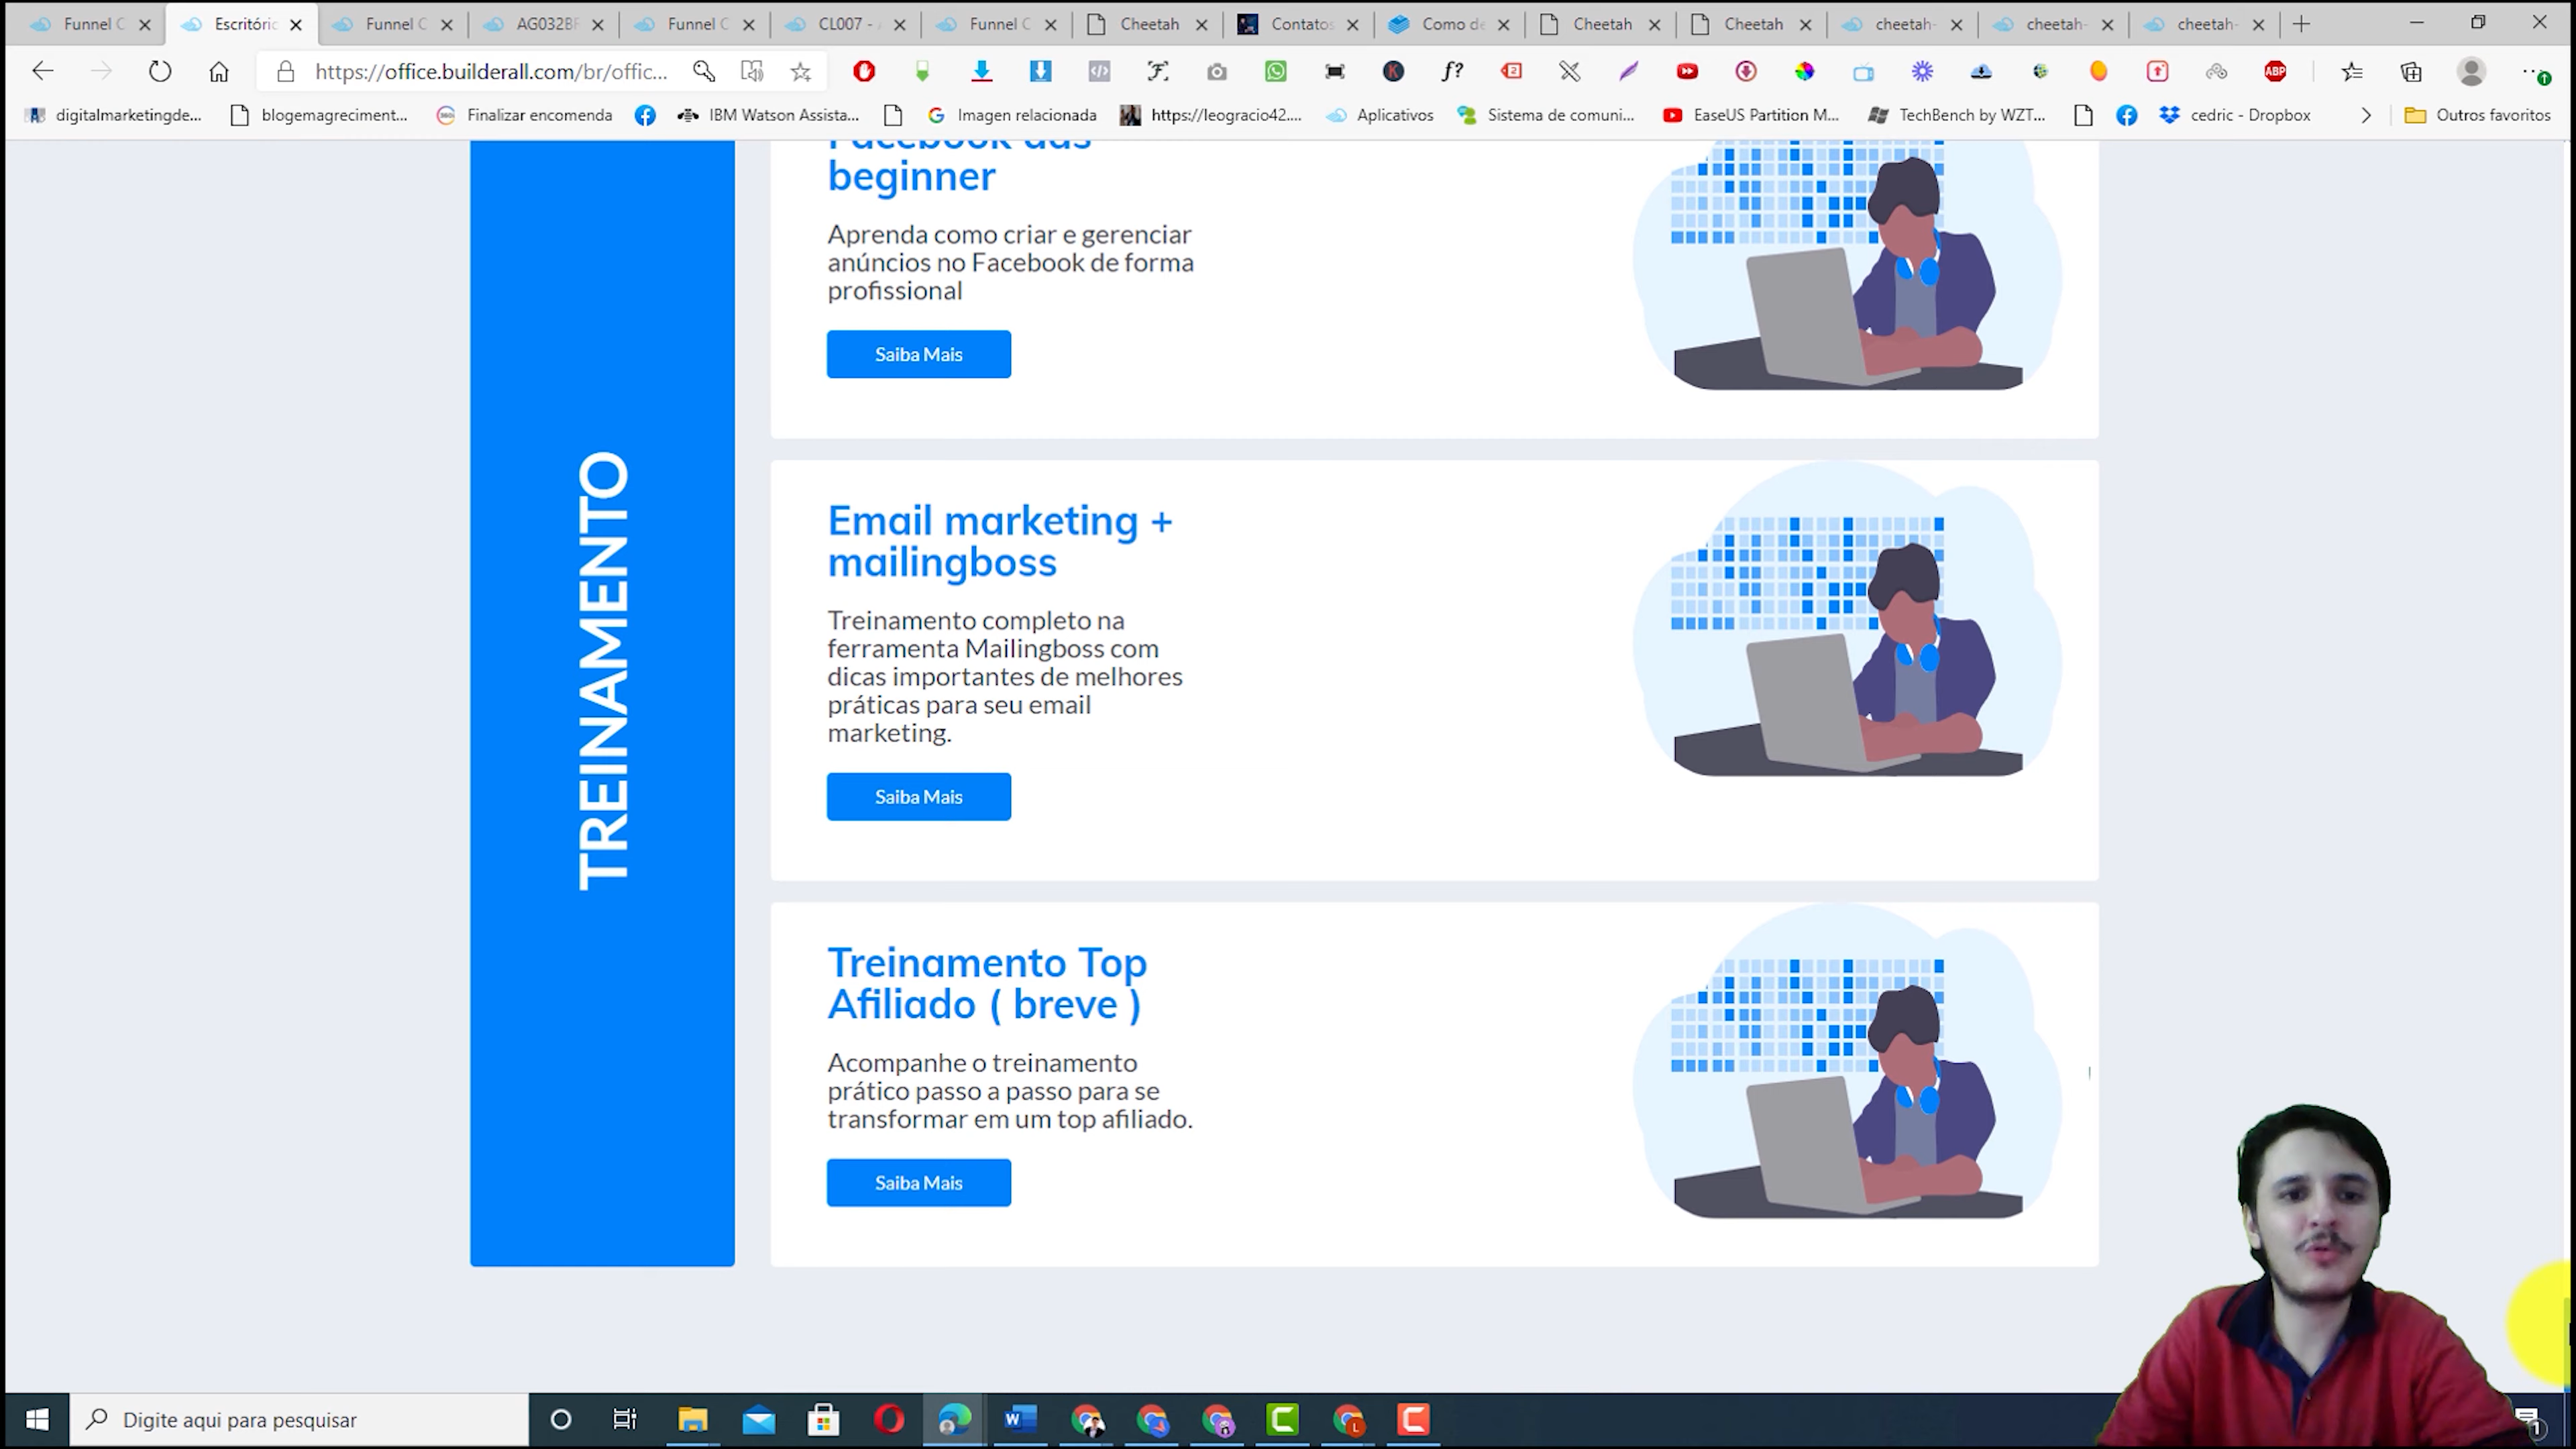 Funnel C
Escritóri
Funnel C
AG032BR
Funnel C
CL007 - A
Funnel C
Cheetah
Contatos
Como de
Cheetah
Cheetah
cheetah-
cheetah-
cheetah-
https://office.builderall.com/br/offic...
digitalmarketingde...
blogemagreciment...
Finalizar encomenda
IBM Watson Assista...
Imagen relacionada
https://leogracio42....
Aplicativos
Sistema de comuni...
EaseUS Partition M...
TechBench by WZT...
cedric - Dropbox
Outros favoritos
TREINAMENTO
Facebook ads
beginner
Aprenda como criar e gerenciar
anúncios no Facebook de forma
profissional
Saiba Mais
Email marketing +
mailingboss
Treinamento completo na
ferramenta Mailingboss com
dicas importantes de melhores
práticas para seu email
marketing.
Saiba Mais
Treinamento Top
Afiliado ( breve )
Acompanhe o treinamento
prático passo a passo para se
transformar em um top afiliado.
Saiba Mais
Digite aqui para pesquisar